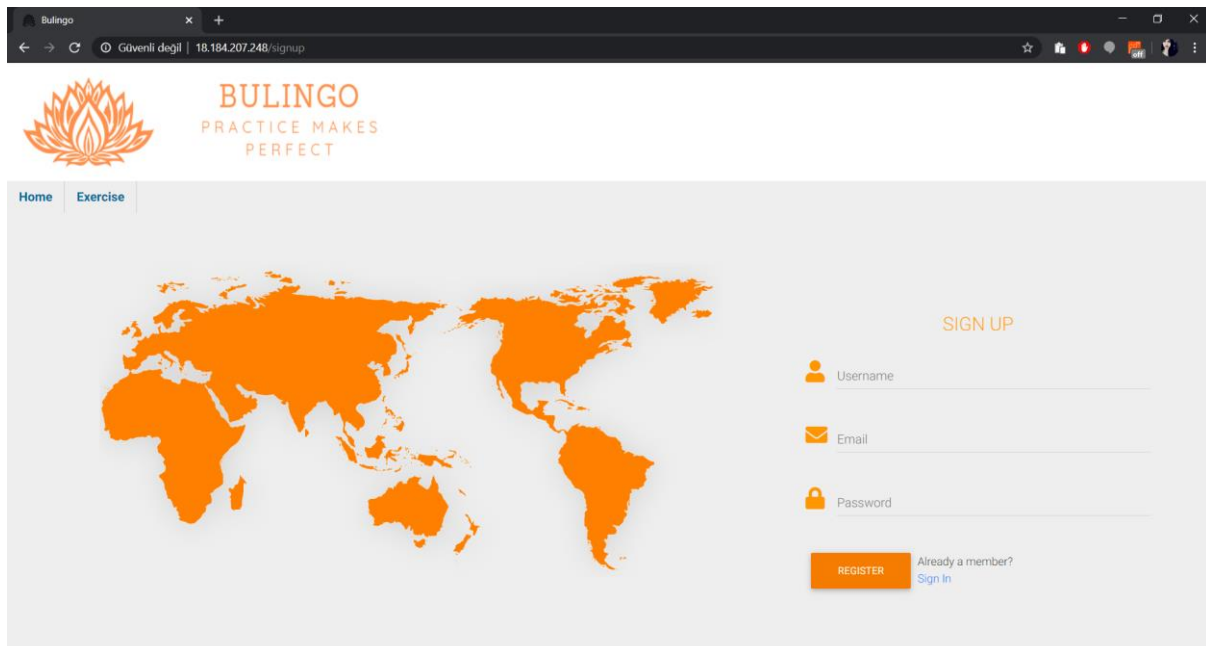 Bulingo
Güvenli değil | 18.184.207.248/signup
off
BULINGO
PRACTICE MAKES
PERFECT
Home Exercise
SIGN UP
Username
Email
Password
REGISTER
Already a member?
Sign In